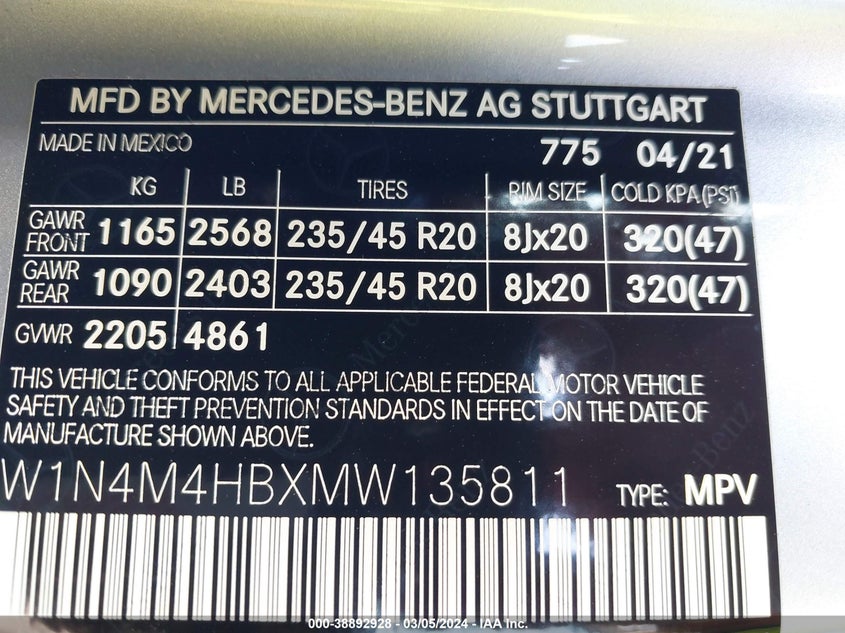 MFD BY MERCEDES-BENZ AG STUTTGART
MADE IN MEXICO 775 04/21
KG LB TIRES RIM SIZE COLD KPA(PSI)
GAWR FRONT 1165 2568 235/45 R20 8Jx20 320(47)
GAWR REAR 1090 2403 235/45 R20 8Jx20 320(47)
GVWR 2205 4861
THIS VEHICLE CONFORMS TO ALL APPLICABLE FEDERAL MOTOR VEHICLE
SAFETY AND THEFT PREVENTION STANDARDS IN EFFECT ON THE DATE OF
MANUFACTURE SHOWN ABOVE.
W1N4M4HBXMW135811 TYPE: MPV
000-38892928 - 03/05/2024 - IAA Inc.